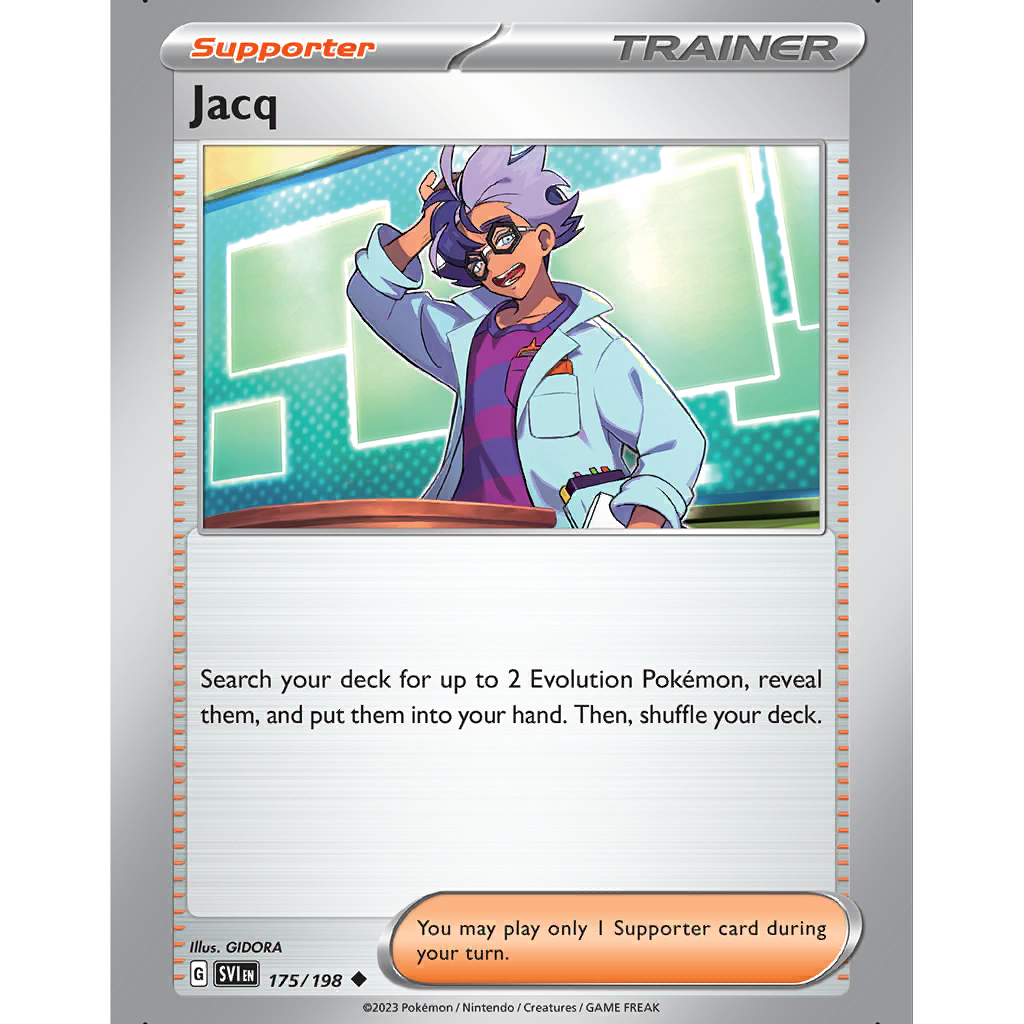 Supporter
TRAINER
Jacq
Search your deck for up to 2 Evolution Pokémon, reveal
them, and put them into your hand. Then, shuffle your deck.
You may play only 1 Supporter card during
your turn.
Illus. GIDORA
G SVI EN 175/198
©2023 Pokémon / Nintendo / Creatures / GAME FREAK